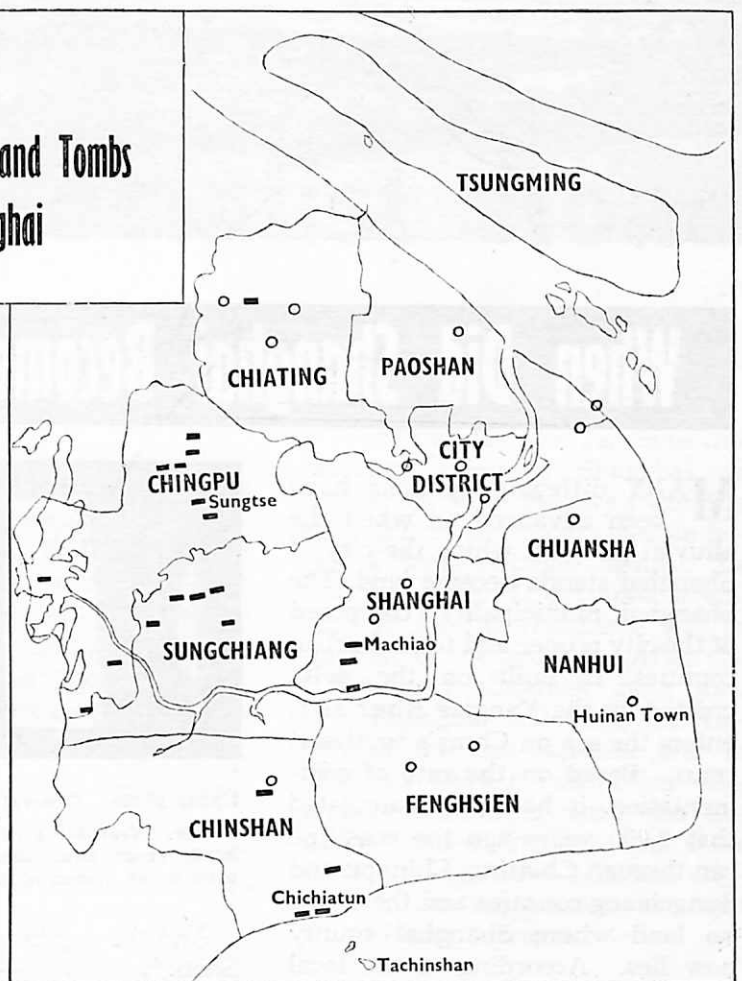 and Tombs
ghai
TSUNGMING
CHIATING
PAOSHAN
CITY
DISTRICT
CHINGPU
Sungtse
CHUANSHA
SHANGHAI
SUNGCHIANG
Machiao
NANHUI
Huinan Town
FENGHSIEN
CHINSHAN
Chichiatun
Tachinshan